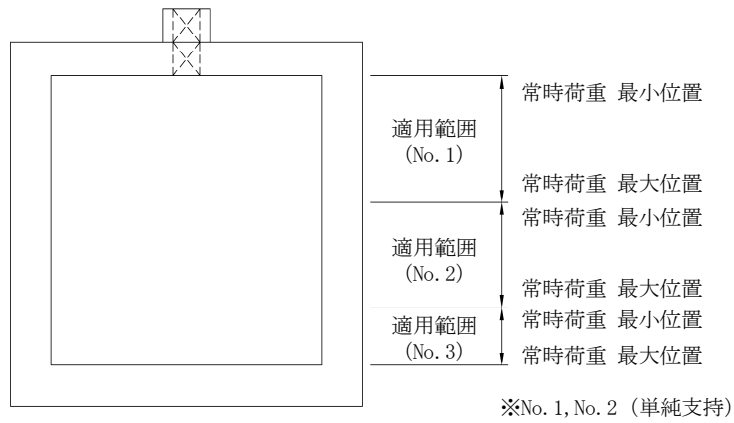 常時荷重 最小位置
適用範囲
(No. 1)
常時荷重 最大位置
常時荷重 最小位置
適用範囲
(No. 2)
常時荷重 最大位置
常時荷重 最小位置
適用範囲
(No. 3)
常時荷重 最大位置
※No. 1, No. 2 (単純支持)